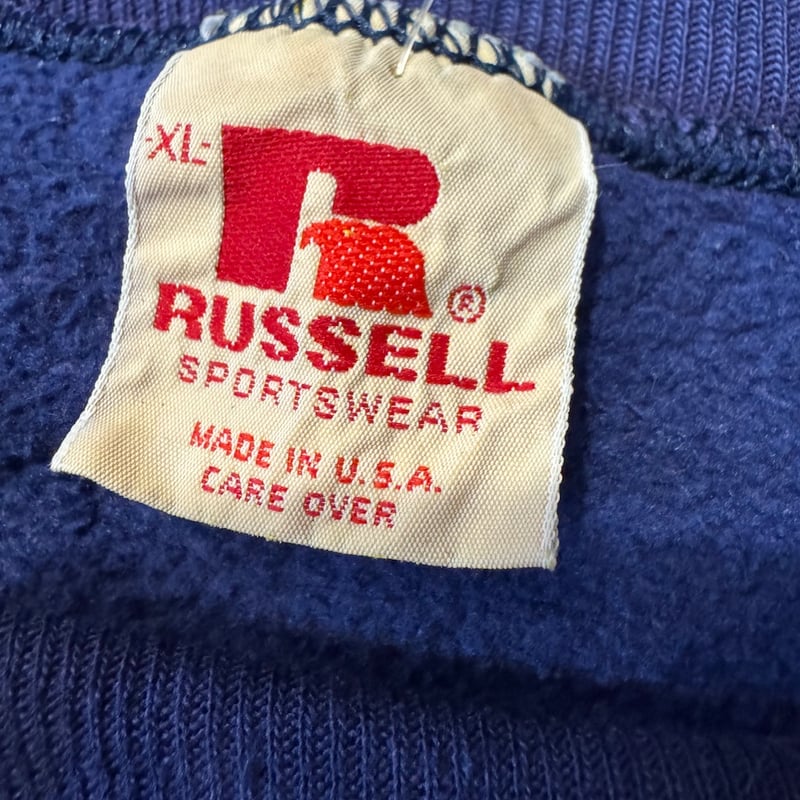 -XL-
R
®
RUSSELL
SPORTSWEAR
MADE IN U.S.A.
CARE OVER